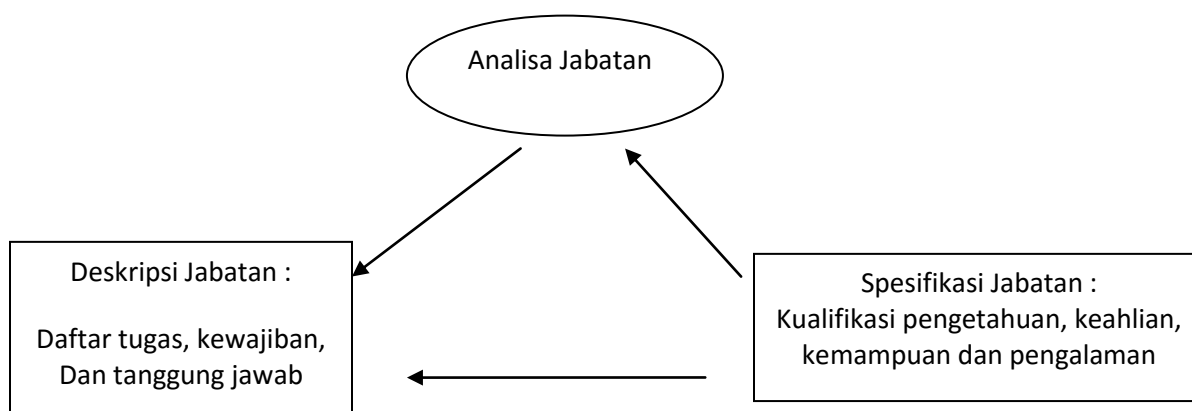 Analisa Jabatan
Deskripsi Jabatan :
Daftar tugas, kewajiban,
Dan tanggung jawab
Spesifikasi Jabatan :
Kualifikasi pengetahuan, keahlian,
kemampuan dan pengalaman